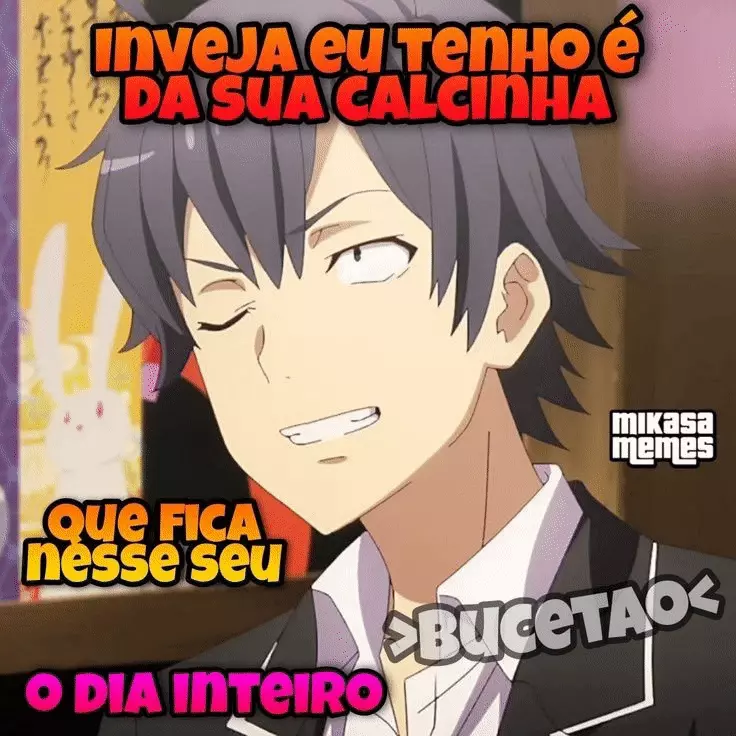 INVEJA EU TENHO É
DA SUA CALCINHA
MIKASA
MEMES
QUE FICA
NESSE SEU
>BUCETAO<
O DIA INTEIRO